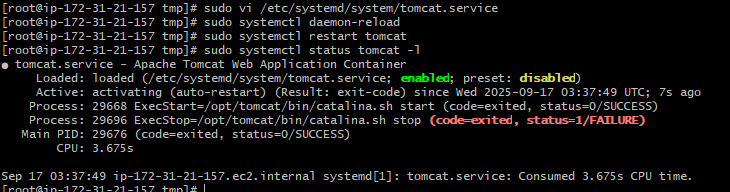 [root@ip-172-31-21-157 tmp]# sudo vi /etc/systemd/system/tomcat.service
[root@ip-172-31-21-157 tmp]# sudo systemctl daemon-reload
[root@ip-172-31-21-157 tmp]# sudo systemctl restart tomcat
[root@ip-172-31-21-157 tmp]# sudo systemctl status tomcat -l
● tomcat.service - Apache Tomcat Web Application Container
Loaded: loaded (/etc/systemd/system/tomcat.service; enabled; preset: disabled)
Active: activating (auto-restart) (Result: exit-code) since Wed 2025-09-17 03:37:49 UTC; 7s ago
Process: 29668 ExecStart=/opt/tomcat/bin/catalina.sh start (code=exited, status=0/SUCCESS)
Process: 29696 ExecStop=/opt/tomcat/bin/catalina.sh stop (code=exited, status=1/FAILURE)
Main PID: 29676 (code=exited, status=0/SUCCESS)
CPU: 3.675s
Sep 17 03:37:49 ip-172-31-21-157.ec2.internal systemd[1]: tomcat.service: Consumed 3.675s CPU time.
[root@ip-172-31-21-157 tmp]#